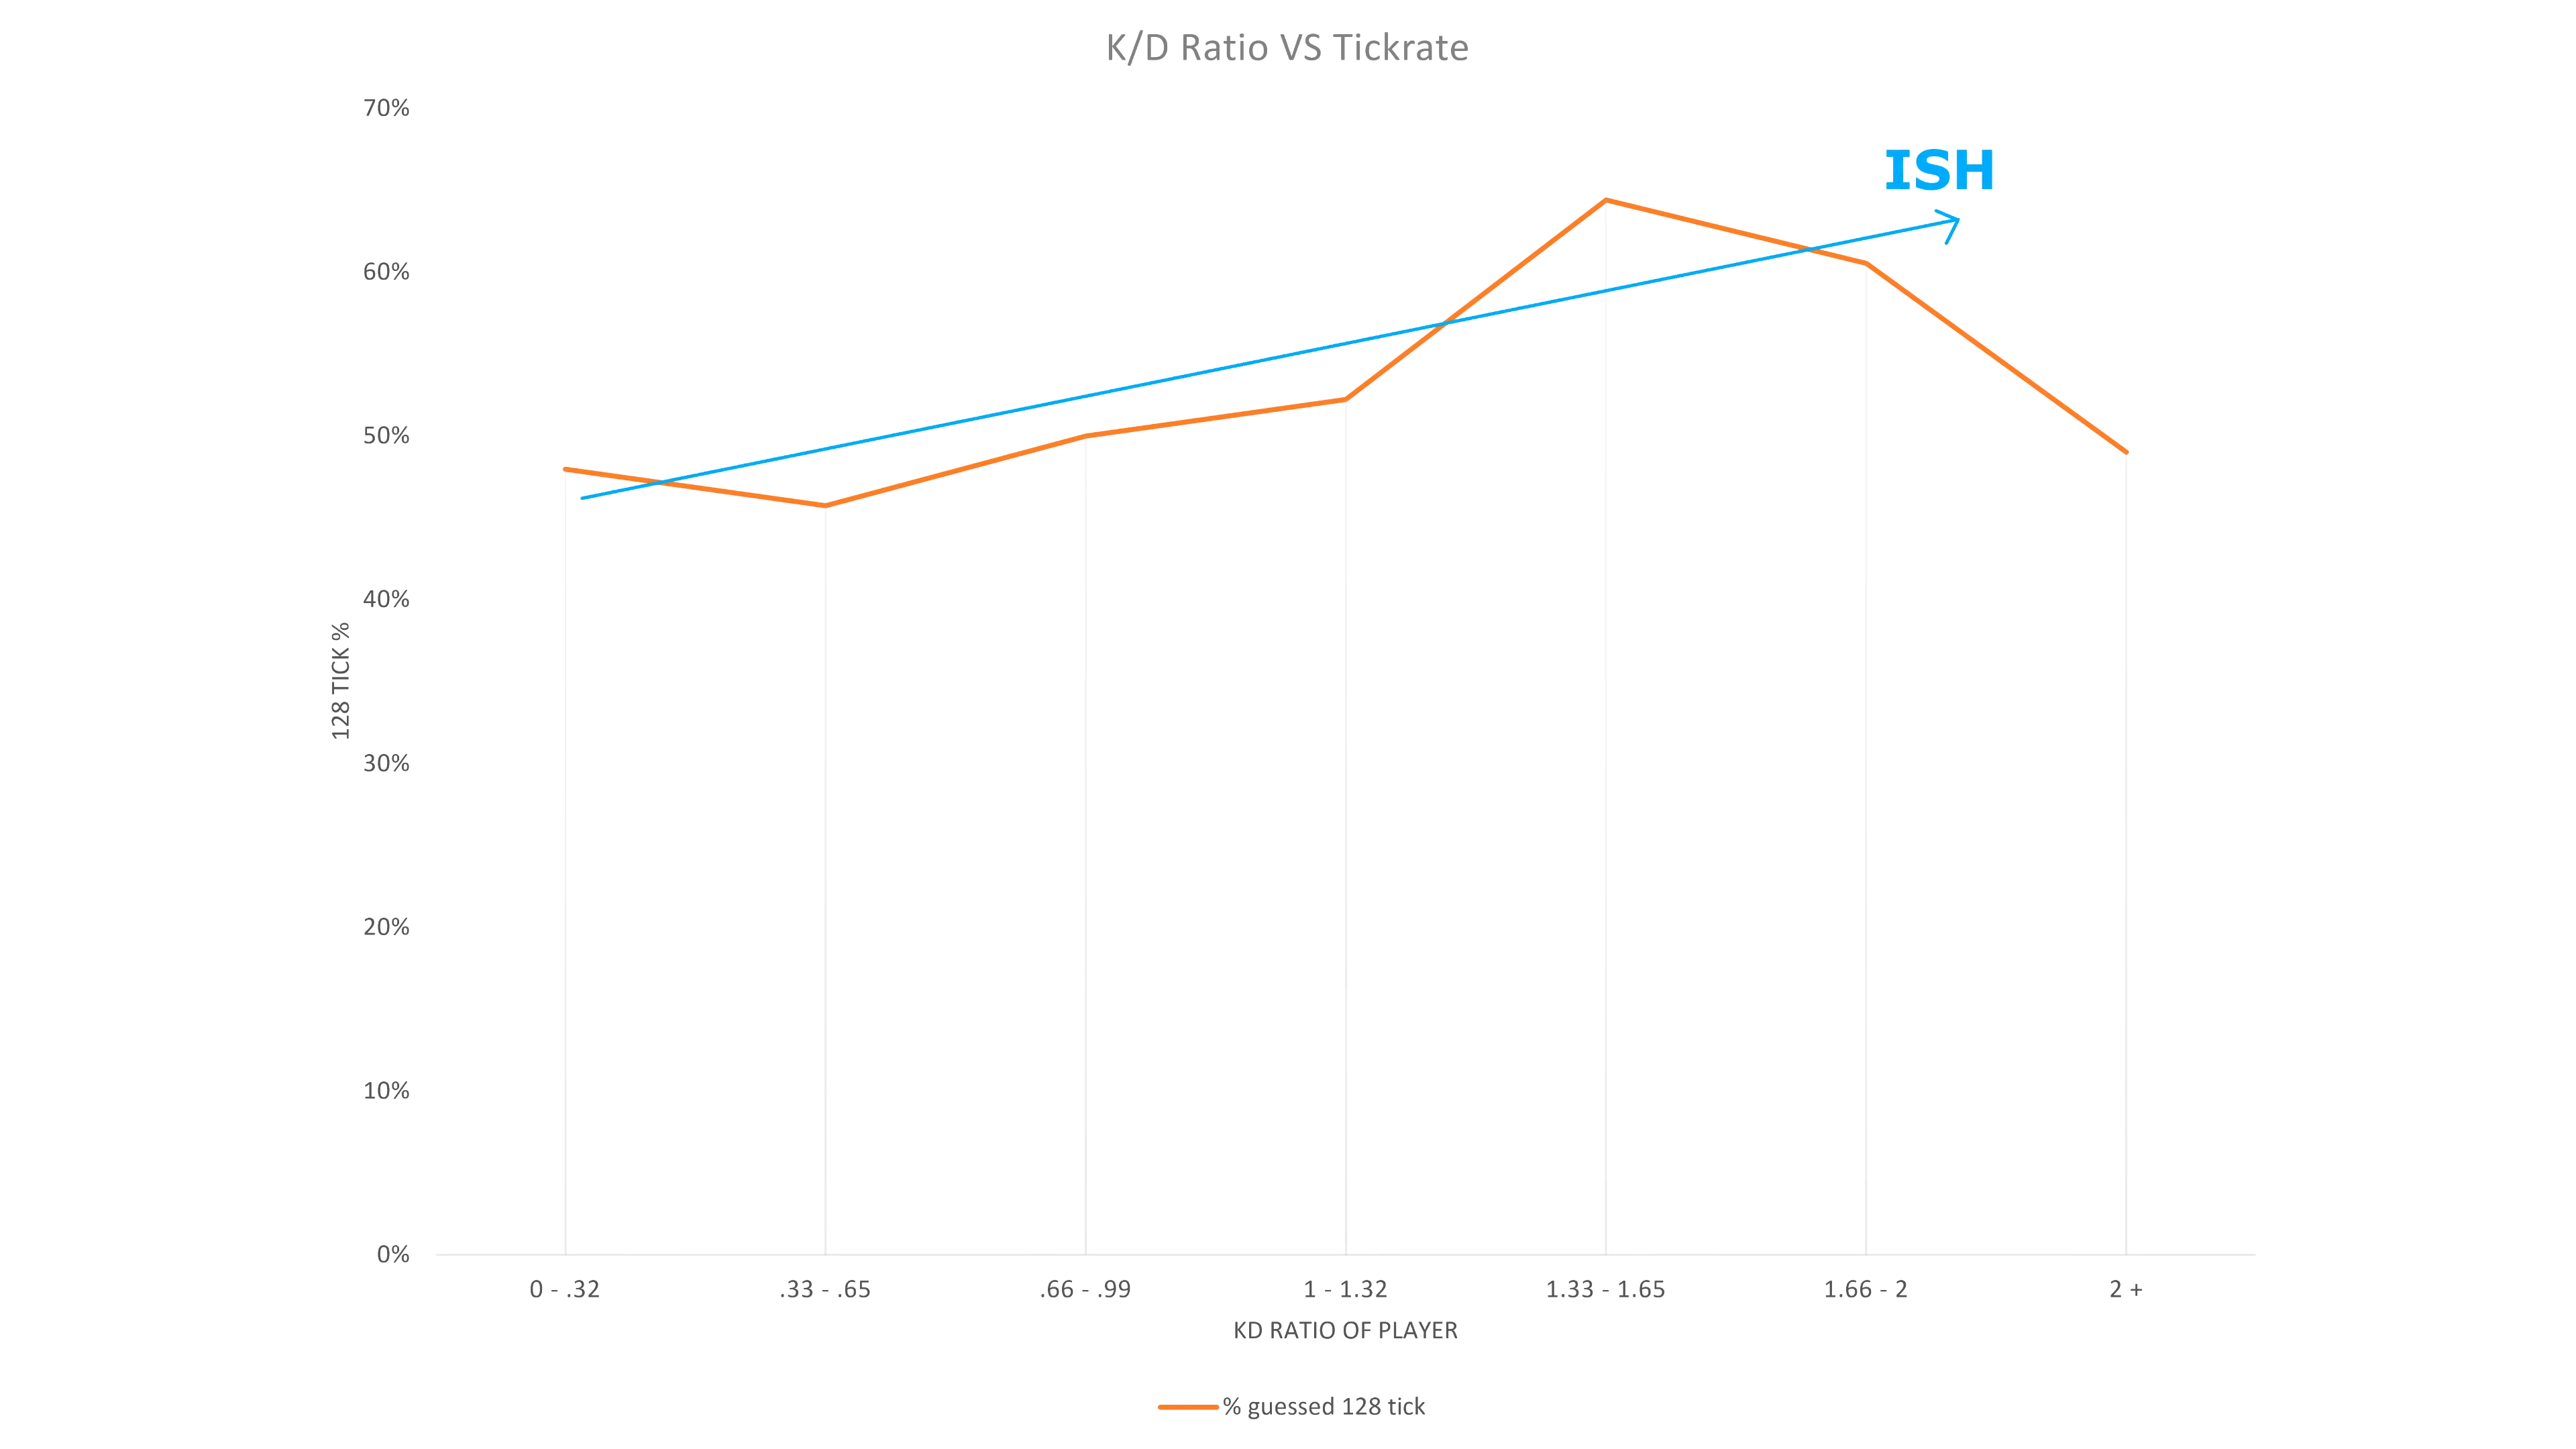 K/D Ratio VS Tickrate
70%
ISH
60%
50%
40%
128 TICK %
30%
20%
10%
0%
0 - .32
.33 - .65
.66 - .99
1 - 1.32
1.33 - 1.65
1.66 - 2
2 +
KD RATIO OF PLAYER
% guessed 128 tick